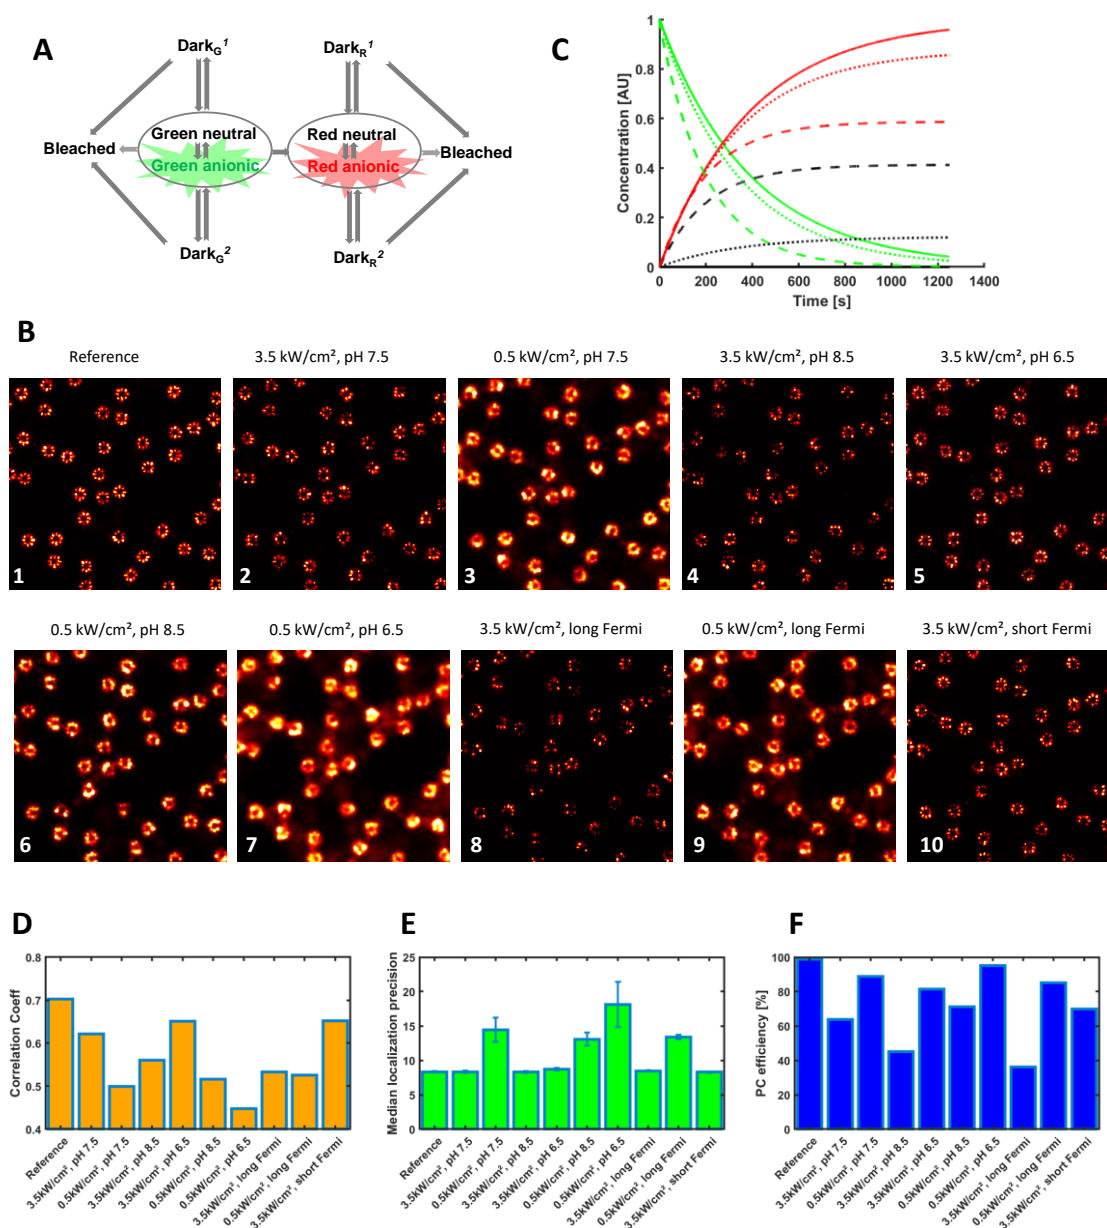 A
Dark_G^1
Dark_R^1
Green neutral
Red neutral
Bleached
Green anionic
Red anionic
Bleached
Dark_G^2
Dark_R^2
C
Concentration [AU]
1
0.8
0.6
0.4
0.2
0
0 200 400 600 800 1000 1200 1400
Time [s]
B
Reference
3.5 kW/cm², pH 7.5
0.5 kW/cm², pH 7.5
3.5 kW/cm², pH 8.5
3.5 kW/cm², pH 6.5
1
2
3
4
5
0.5 kW/cm², pH 8.5
0.5 kW/cm², pH 6.5
3.5 kW/cm², long Fermi
0.5 kW/cm², long Fermi
3.5 kW/cm², short Fermi
6
7
8
9
10
D
Correlation Coeff
0.8
0.7
0.6
0.5
0.4
Reference
3.5kW/cm², pH 7.5
0.5kW/cm², pH 7.5
3.5kW/cm², pH 8.5
3.5kW/cm², pH 6.5
0.5kW/cm², pH 8.5
0.5kW/cm², pH 6.5
3.5kW/cm², long Fermi
0.5kW/cm², long Fermi
3.5kW/cm², short Fermi
E
Median localization precision
25
20
15
10
5
0
Reference
3.5kW/cm², pH 7.5
0.5kW/cm², pH 7.5
3.5kW/cm², pH 8.5
3.5kW/cm², pH 6.5
0.5kW/cm², pH 8.5
0.5kW/cm², pH 6.5
3.5kW/cm², long Fermi
0.5kW/cm², long Fermi
3.5kW/cm², short Fermi
F
PC efficiency [%]
100
80
60
40
20
0
Reference
3.5kW/cm², pH 7.5
0.5kW/cm², pH 7.5
3.5kW/cm², pH 8.5
3.5kW/cm², pH 6.5
0.5kW/cm², pH 8.5
0.5kW/cm², pH 6.5
3.5kW/cm², long Fermi
0.5kW/cm², long Fermi
3.5kW/cm², short Fermi